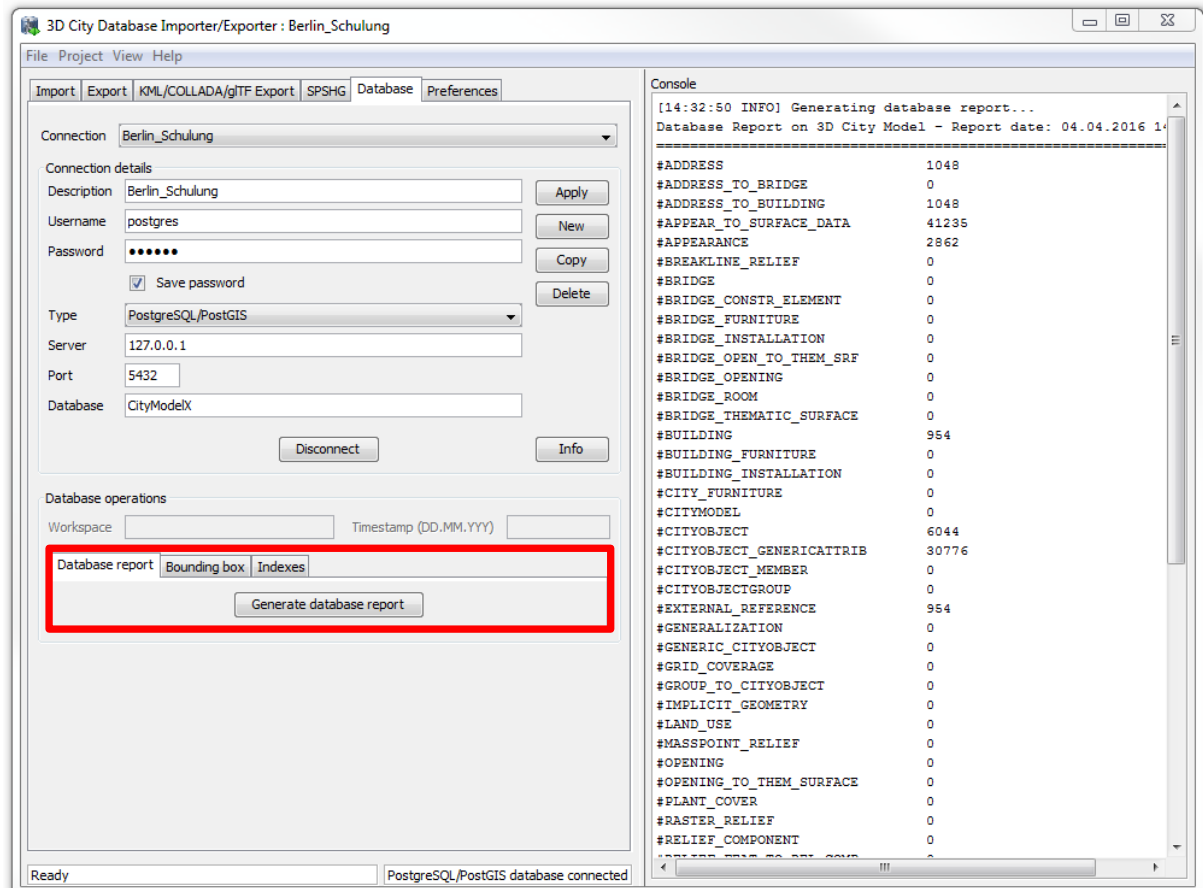 3D City Database Importer/Exporter : Berlin_Schulung
File Project View Help
Import Export KML/COLLADA/glTF Export SPSHG Database Preferences
Connection Berlin_Schulung
Connection details
Description Berlin_Schulung
Apply
Username postgres
New
Password ●●●●●●
Copy
Save password
Delete
Type PostgreSQL/PostGIS
Server 127.0.0.1
Port 5432
Database CityModelX
Disconnect Info
Database operations
Workspace Timestamp (DD.MM.YYY)
Database report Bounding box Indexes
Generate database report
Ready PostgreSQL/PostGIS database connected
Console
[14:32:50 INFO] Generating database report...
Database Report on 3D City Model - Report date: 04.04.2016 14
#ADDRESS 1048
#ADDRESS_TO_BRIDGE 0
#ADDRESS_TO_BUILDING 1048
#APPEAR_TO_SURFACE_DATA 41235
#APPEARANCE 2862
#BREAKLINE_RELIEF 0
#BRIDGE 0
#BRIDGE_CONSTR_ELEMENT 0
#BRIDGE_FURNITURE 0
#BRIDGE_INSTALLATION 0
#BRIDGE_OPEN_TO_THEM_SRF 0
#BRIDGE_OPENING 0
#BRIDGE_ROOM 0
#BRIDGE_THEMATIC_SURFACE 0
#BUILDING 954
#BUILDING_FURNITURE 0
#BUILDING_INSTALLATION 0
#CITY_FURNITURE 0
#CITYMODEL 0
#CITYOBJECT 6044
#CITYOBJECT_GENERICATTRIB 30776
#CITYOBJECT_MEMBER 0
#CITYOBJECTGROUP 0
#EXTERNAL_REFERENCE 954
#GENERALIZATION 0
#GENERIC_CITYOBJECT 0
#GRID_COVERAGE 0
#GROUP_TO_CITYOBJECT 0
#IMPLICIT_GEOMETRY 0
#LAND_USE 0
#MASSPOINT_RELIEF 0
#OPENING 0
#OPENING_TO_THEM_SURFACE 0
#PLANT_COVER 0
#RASTER_RELIEF 0
#RELIEF_COMPONENT 0